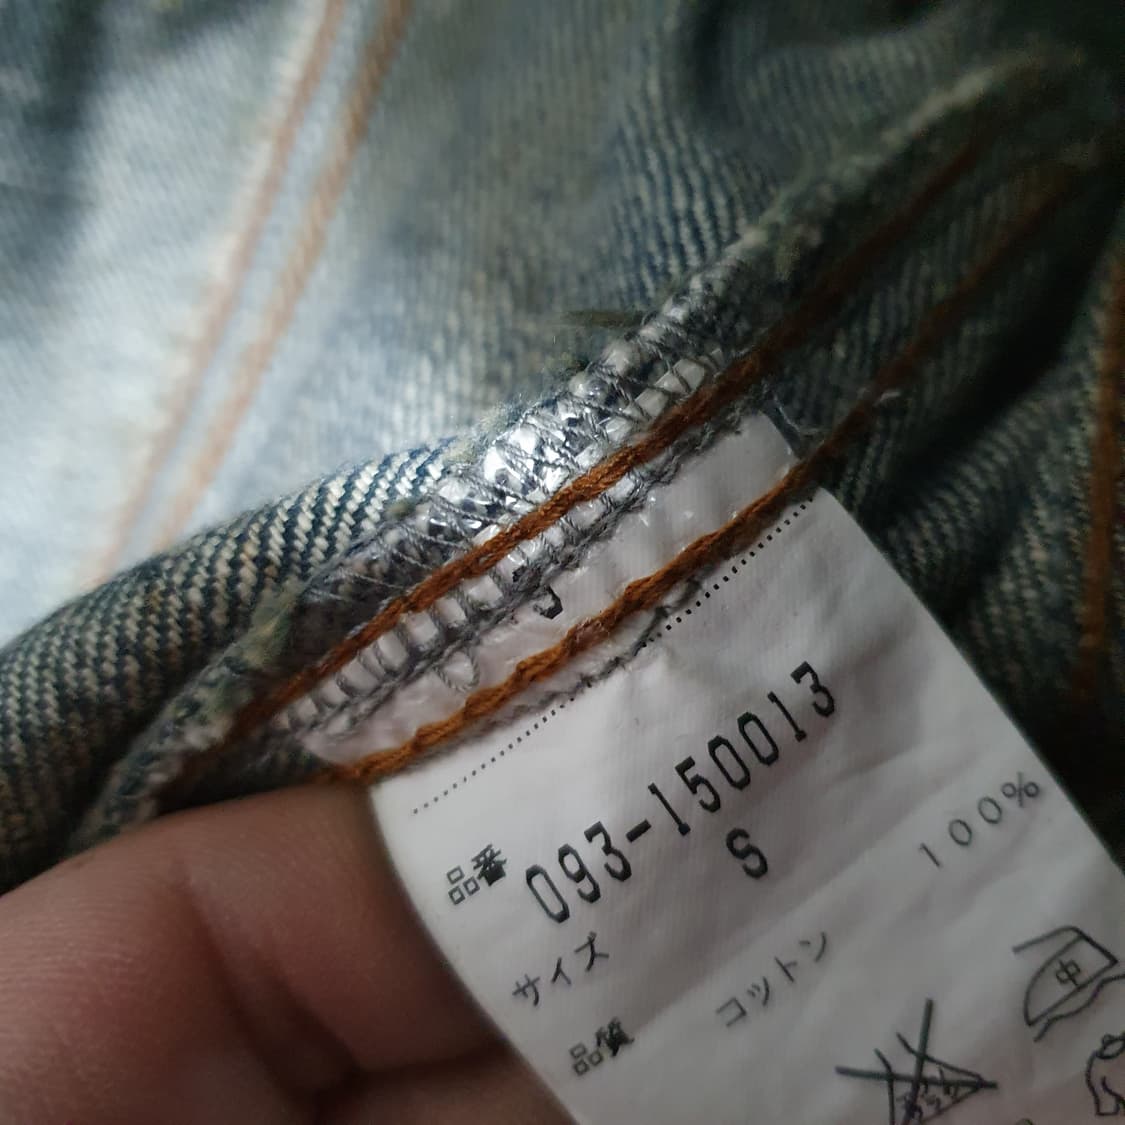 品番 093-150013
サイズ S
品質 コットン 100%
中